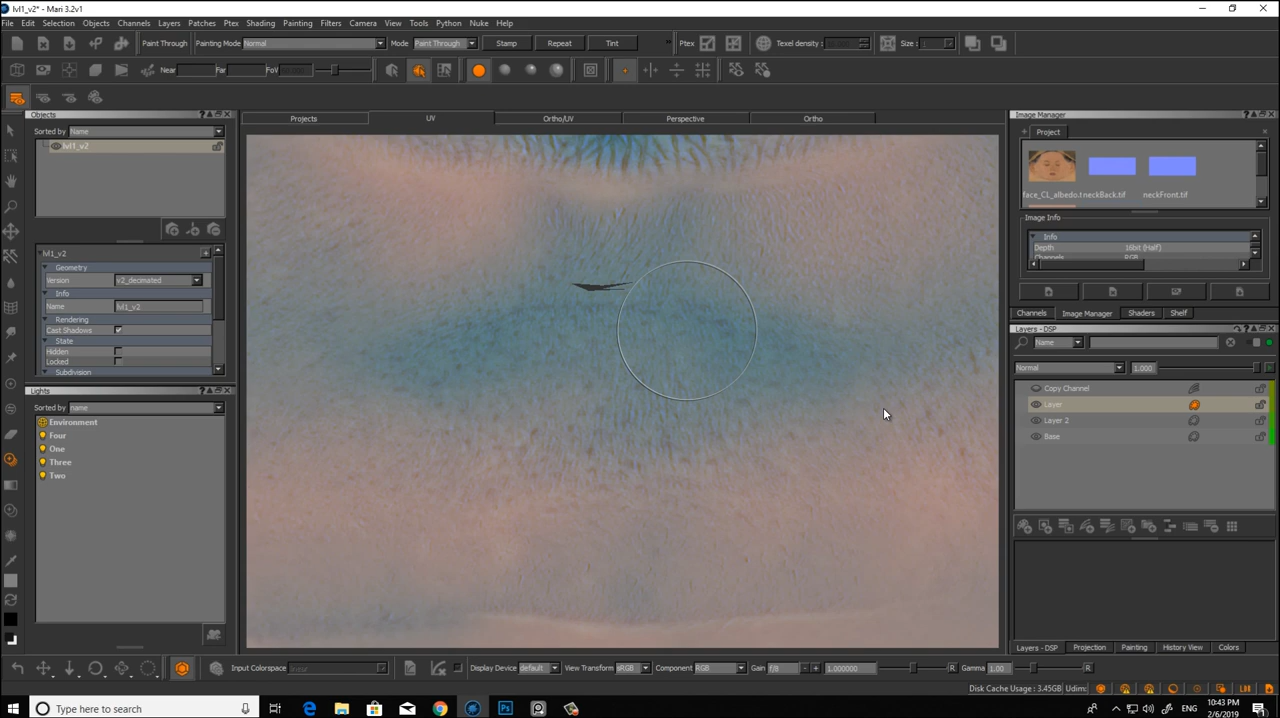 lvl1_v2* - Mari 3.2v1
File Edit Selection Objects Channels Layers Patches Ptex Shading Painting Filters Camera View Tools Python Nuke Help
Paint Through Painting Mode Normal Mode Paint Through Stamp Repeat Tint Ptex Texel density: Size :
Near Far FoV
Objects
Sorted by Name
lvl1_v2
lvl1_v2
Geometry
Version v2_decimated
Info
Name lvl1_v2
Rendering
Cast Shadows
State
Hidden
Locked
Subdivision
Lights
Sorted by name
Environment
Four
One
Three
Two
Projects UV Ortho/UV Perspective Ortho
Image Manager
Project
face_CL_albedo.t neckBack.tif neckFront.tif
Image Info
Info
Depth 16bit (Half)
Channels RGB
Channels Image Manager Shaders Shelf
Layers - DSP
Name
Normal 1.000
Copy Channel
Layer
Layer 2
Base
Layers - DSP Projection Painting History View Colors
Input Colorspace linear Display Device default View Transform sRGB Component RGB Gain f/8 1.000000 R Gamma 1.00 R
Disk Cache Usage : 3.45GB Udim:
Type here to search
ENG 10:43 PM
2/6/2019